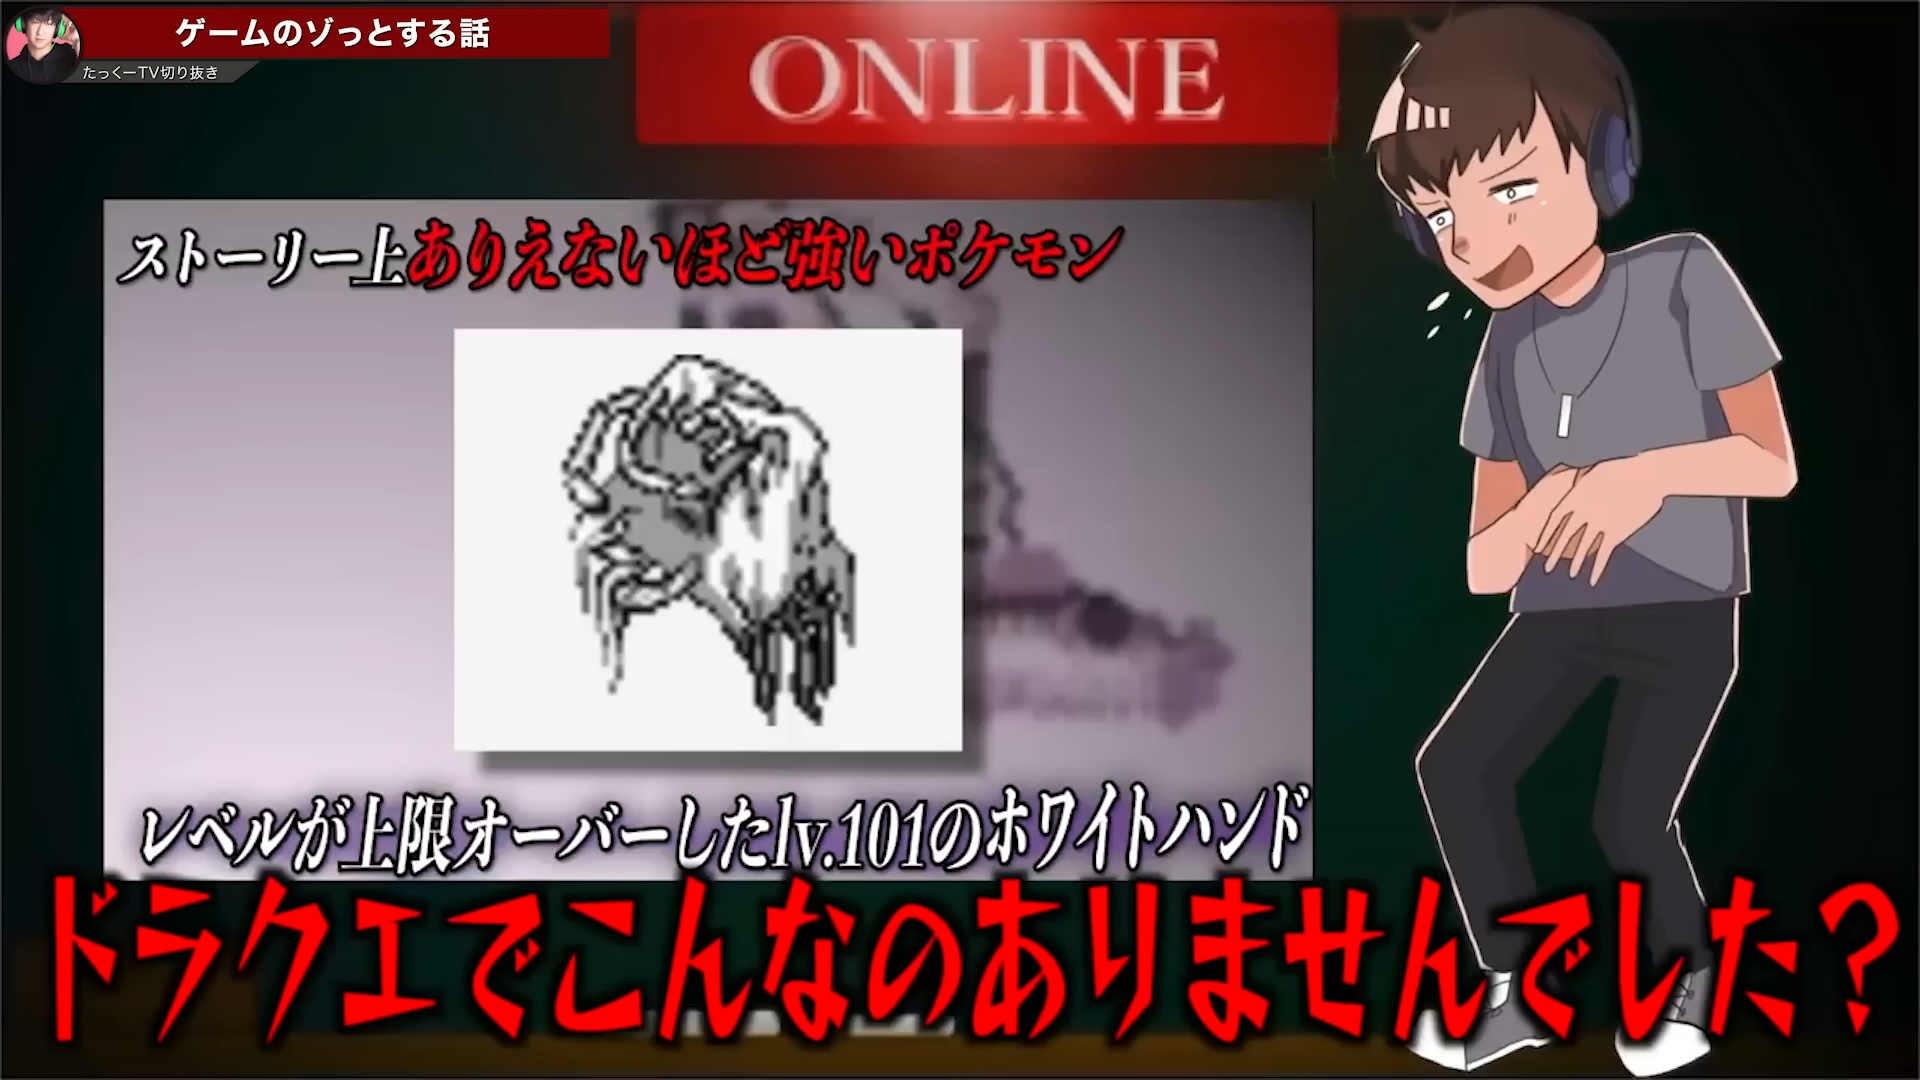 ゲームのゾっとする話
たっくーTV切り抜き
ONLINE
ストーリー上ありえないほど強いポケモン
レベルが上限オーバーしたlv.101のホワイトハンド
ドラクエでこんなのありませんでした?